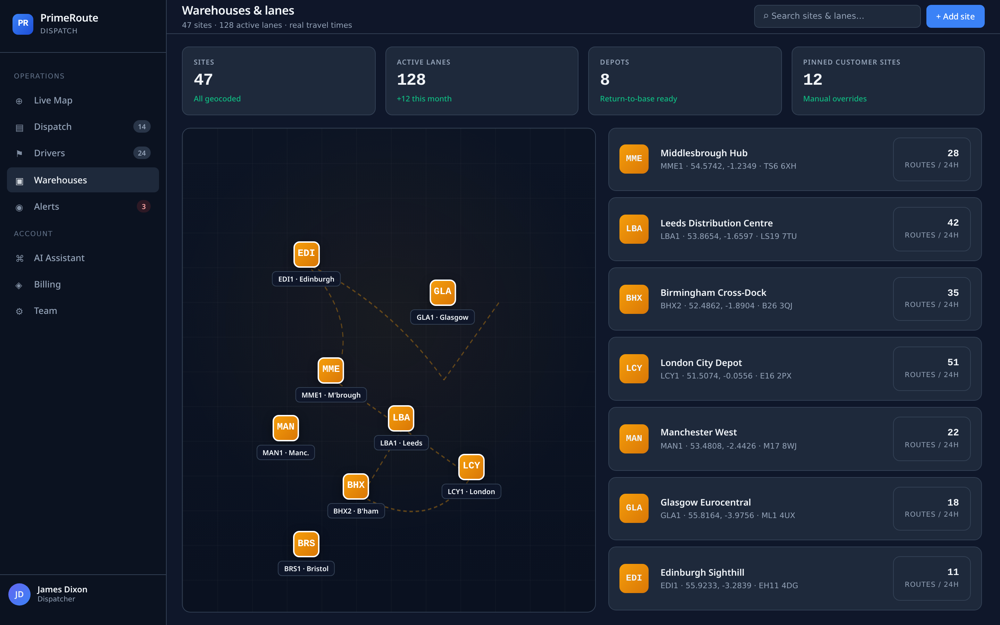 PR
PrimeRoute
DISPATCH
OPERATIONS
Live Map
Dispatch
14
Drivers
24
Warehouses
Alerts
3
ACCOUNT
AI Assistant
Billing
Team
JD
James Dixon
Dispatcher
Warehouses & lanes
47 sites · 128 active lanes · real travel times
Search sites & lanes…
+ Add site
SITES
47
All geocoded
ACTIVE LANES
128
+12 this month
DEPOTS
8
Return-to-base ready
PINNED CUSTOMER SITES
12
Manual overrides
EDI
EDI1 · Edinburgh
GLA
GLA1 · Glasgow
MME
MME1 · M'brough
LBA
LBA1 · Leeds
MAN
MAN1 · Manc.
LCY
LCY1 · London
BHX
BHX2 · B'ham
BRS
BRS1 · Bristol
MME
Middlesbrough Hub
MME1 · 54.5742, -1.2349 · TS6 6XH
28
ROUTES / 24H
LBA
Leeds Distribution Centre
LBA1 · 53.8654, -1.6597 · LS19 7TU
42
ROUTES / 24H
BHX
Birmingham Cross-Dock
BHX2 · 52.4862, -1.8904 · B26 3QJ
35
ROUTES / 24H
LCY
London City Depot
LCY1 · 51.5074, -0.0556 · E16 2PX
51
ROUTES / 24H
MAN
Manchester West
MAN1 · 53.4808, -2.4426 · M17 8WJ
22
ROUTES / 24H
GLA
Glasgow Eurocentral
GLA1 · 55.8164, -3.9756 · ML1 4UX
18
ROUTES / 24H
EDI
Edinburgh Sighthill
EDI1 · 55.9233, -3.2839 · EH11 4DG
11
ROUTES / 24H